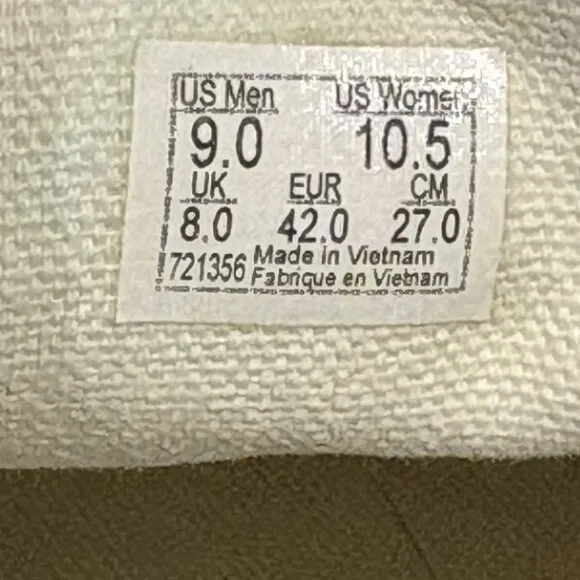 US Men US Women
9.0 10.5
UK EUR CM
8.0 42.0 27.0
721356 Made in Vietnam
Fabrique en Vietnam